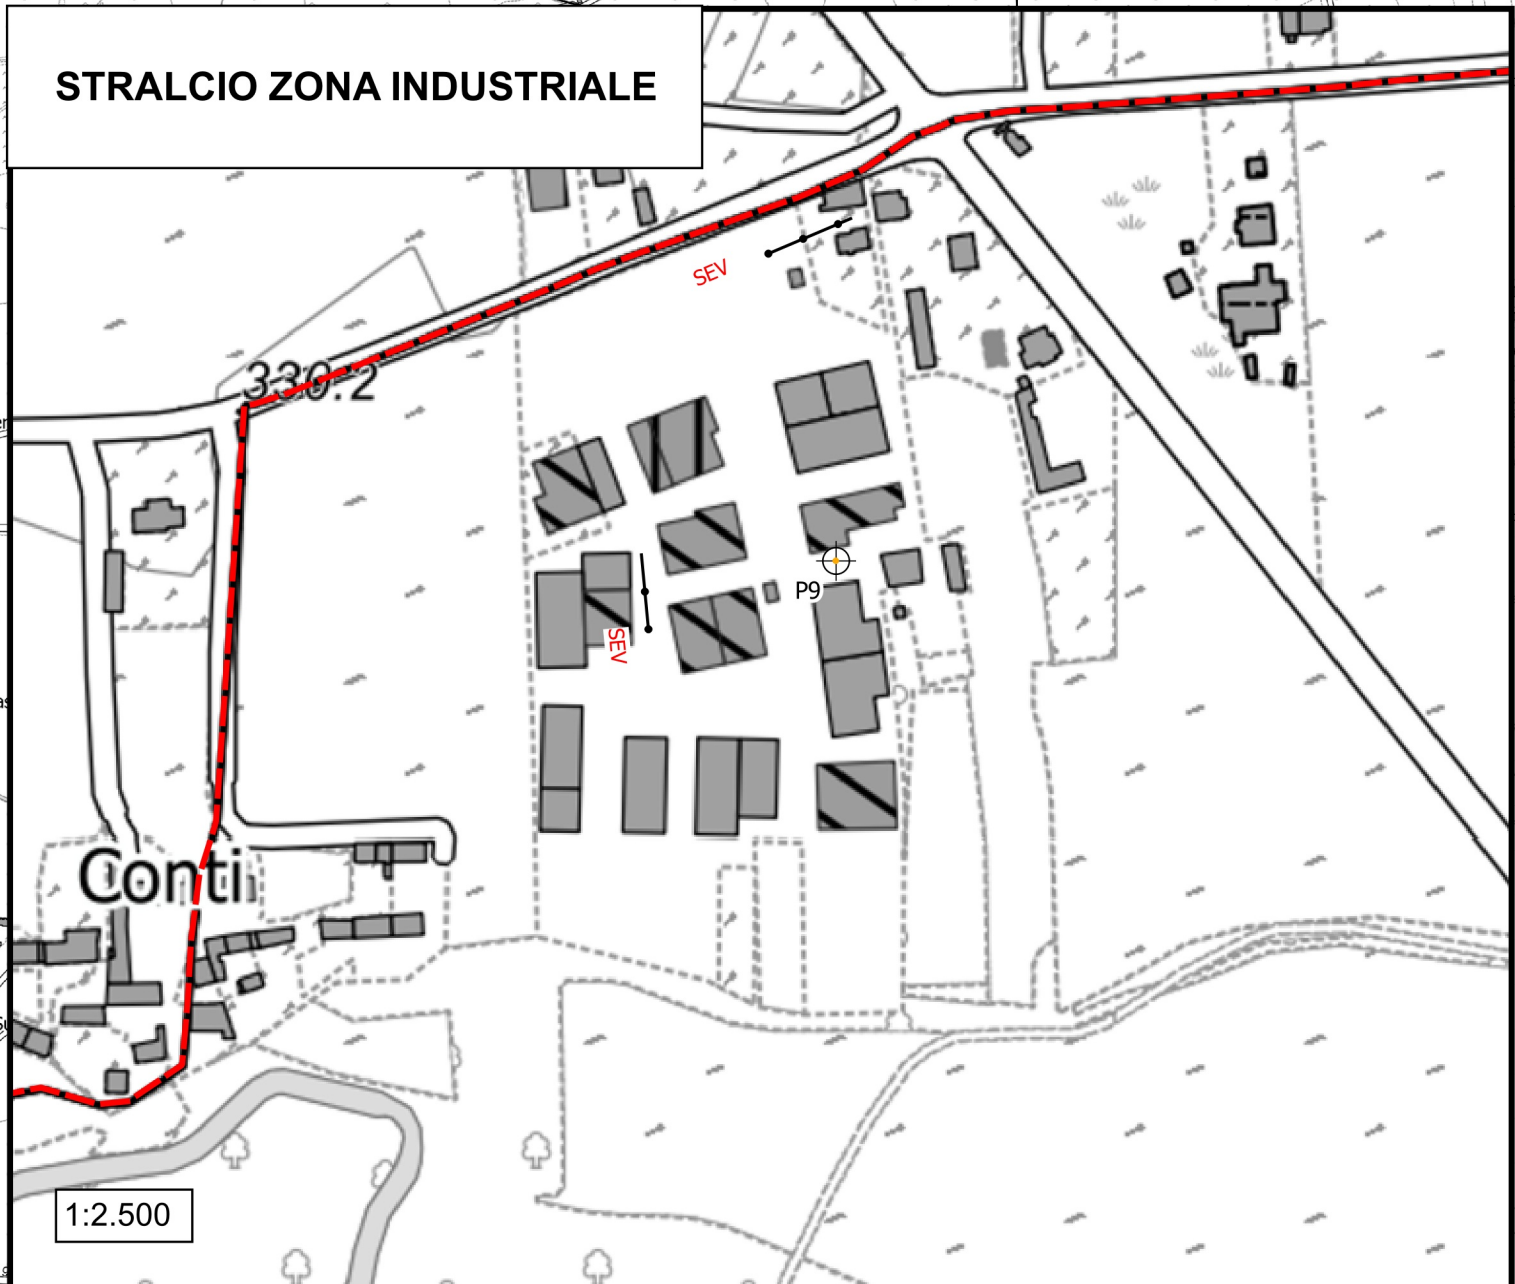 STRALCIO ZONA INDUSTRIALE
SEV
330.2
P9
SEV
Conti
1:2.500